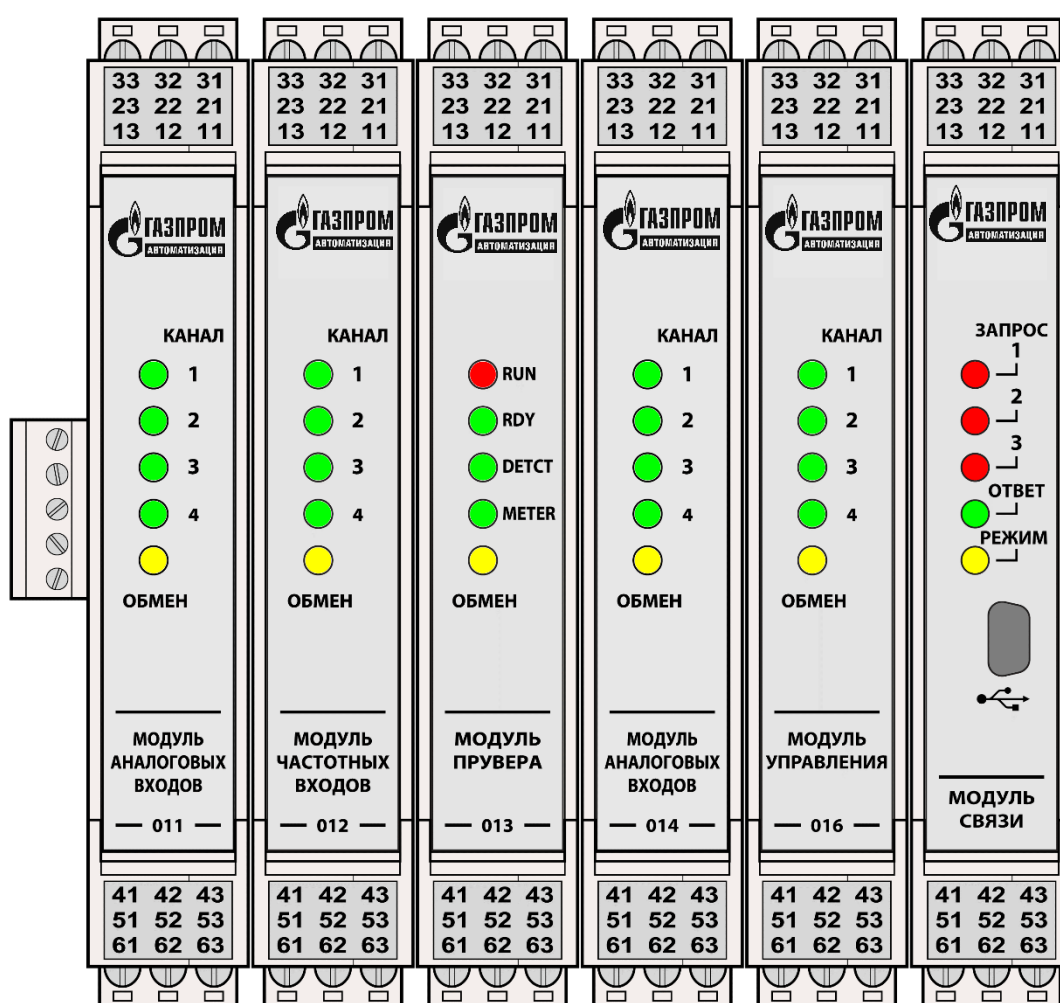 33 32 31
23 22 21
13 12 11
ГАЗПРОМ
АВТОМАТИЗАЦИЯ
КАНАЛ
1
2
3
4
ОБМЕН
МОДУЛЬ
АНАЛОГОВЫХ
ВХОДОВ
— 011 —
41 42 43
51 52 53
61 62 63
33 32 31
23 22 21
13 12 11
ГАЗПРОМ
АВТОМАТИЗАЦИЯ
КАНАЛ
1
2
3
4
ОБМЕН
МОДУЛЬ
ЧАСТОТНЫХ
ВХОДОВ
— 012 —
41 42 43
51 52 53
61 62 63
33 32 31
23 22 21
13 12 11
ГАЗПРОМ
АВТОМАТИЗАЦИЯ
RUN
RDY
DETCT
METER
ОБМЕН
МОДУЛЬ
ПРУВЕРА
— 013 —
41 42 43
51 52 53
61 62 63
33 32 31
23 22 21
13 12 11
ГАЗПРОМ
АВТОМАТИЗАЦИЯ
КАНАЛ
1
2
3
4
ОБМЕН
МОДУЛЬ
АНАЛОГОВЫХ
ВХОДОВ
— 014 —
41 42 43
51 52 53
61 62 63
33 32 31
23 22 21
13 12 11
ГАЗПРОМ
АВТОМАТИЗАЦИЯ
КАНАЛ
1
2
3
4
ОБМЕН
МОДУЛЬ
УПРАВЛЕНИЯ
— 016 —
41 42 43
51 52 53
61 62 63
33 32 31
23 22 21
13 12 11
ГАЗПРОМ
АВТОМАТИЗАЦИЯ
ЗАПРОС
1
2
3
ОТВЕТ
РЕЖИМ
МОДУЛЬ
СВЯЗИ
41 42 43
51 52 53
61 62 63